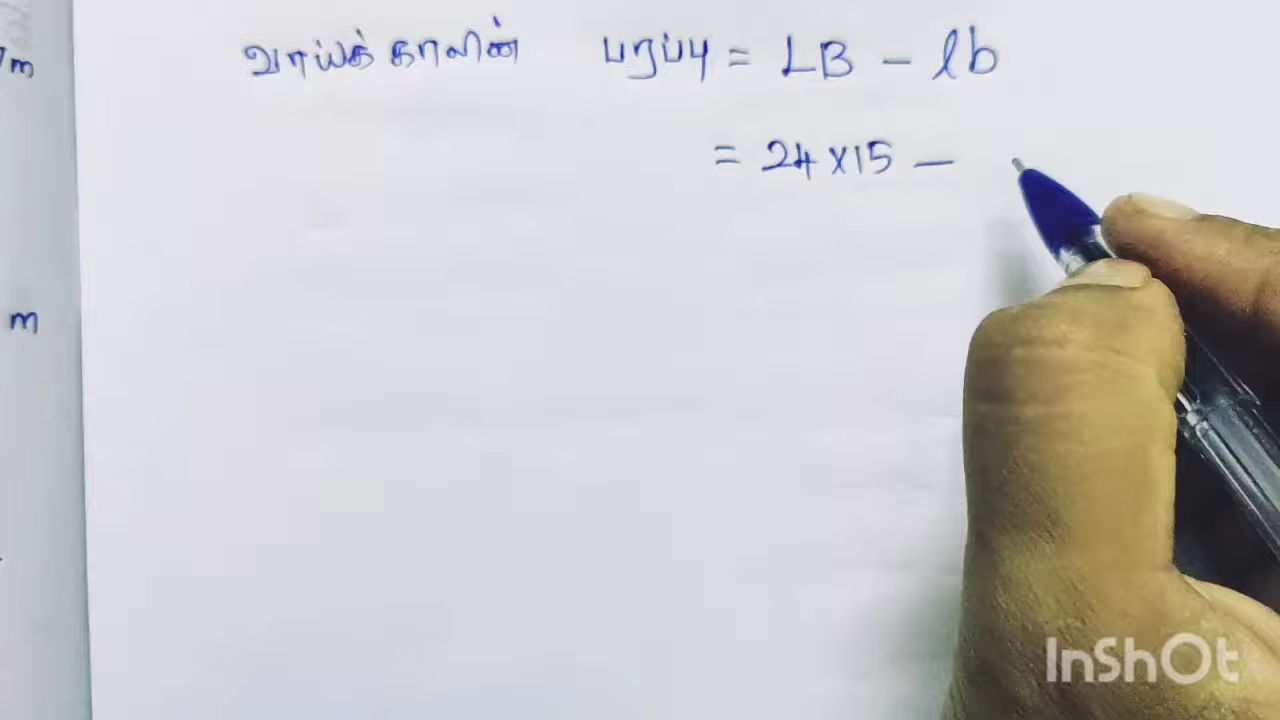 m
வாய்க்காலின் பரப்பு = LB - lb
= 24 x 15 -
m
InShOt